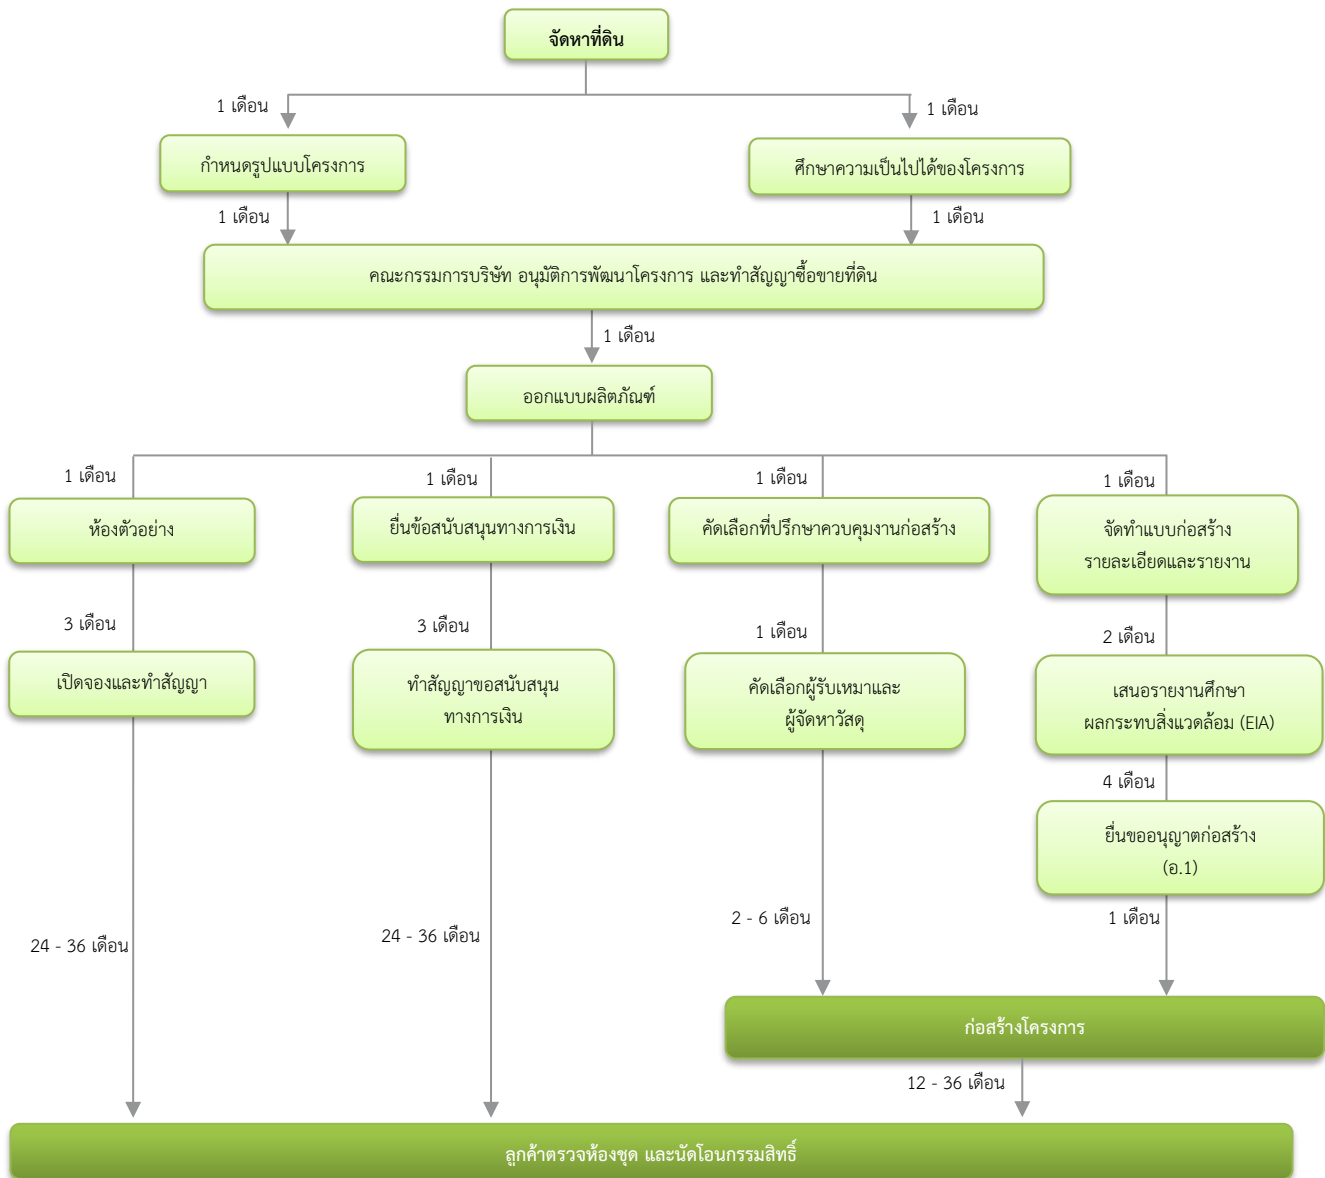 จัดหาที่ดิน
1 เดือน
1 เดือน
กำหนดรูปแบบโครงการ
ศึกษาความเป็นไปได้ของโครงการ
1 เดือน
1 เดือน
คณะกรรมการบริษัท อนุมัติการพัฒนาโครงการ และทำสัญญาซื้อขายที่ดิน
1 เดือน
ออกแบบผลิตภัณฑ์
1 เดือน
1 เดือน
1 เดือน
1 เดือน
ห้องตัวอย่าง
ยื่นข้อสนับสนุนทางการเงิน
คัดเลือกที่ปรึกษาควบคุมงานก่อสร้าง
จัดทำแบบก่อสร้าง
รายละเอียดและรายงาน
3 เดือน
3 เดือน
1 เดือน
2 เดือน
เปิดจองและทำสัญญา
ทำสัญญาขอสนับสนุน
ทางการเงิน
คัดเลือกผู้รับเหมาและ
ผู้จัดหาวัสดุ
เสนอรายงานศึกษา
ผลกระทบสิ่งแวดล้อม (EIA)
4 เดือน
ยื่นขออนุญาตก่อสร้าง
(อ.1)
24 - 36 เดือน
24 - 36 เดือน
2 - 6 เดือน
1 เดือน
ก่อสร้างโครงการ
12 - 36 เดือน
ลูกค้าตรวจห้องชุด และนัดโอนกรรมสิทธิ์